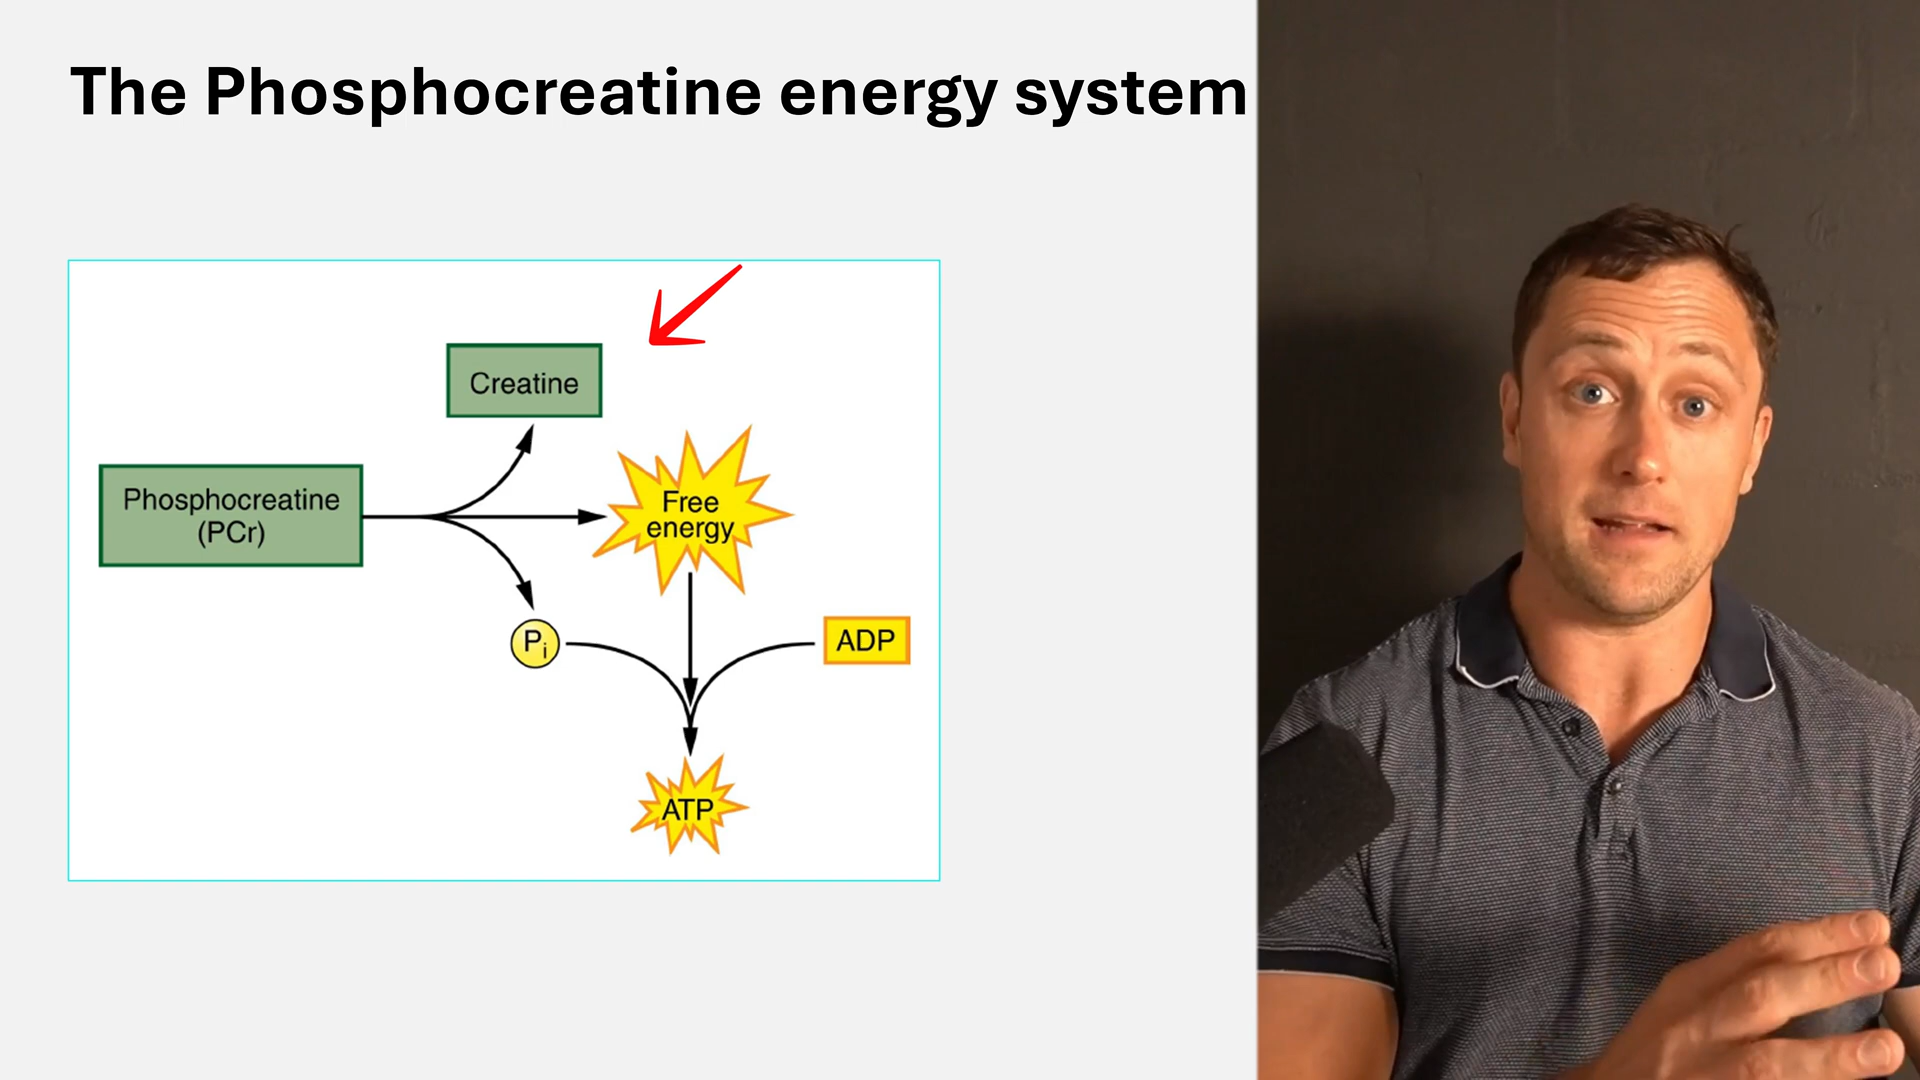 The Phosphocreatine energy system
Creatine
Phosphocreatine
(PCr)
Free
energy
Pi
ADP
ATP